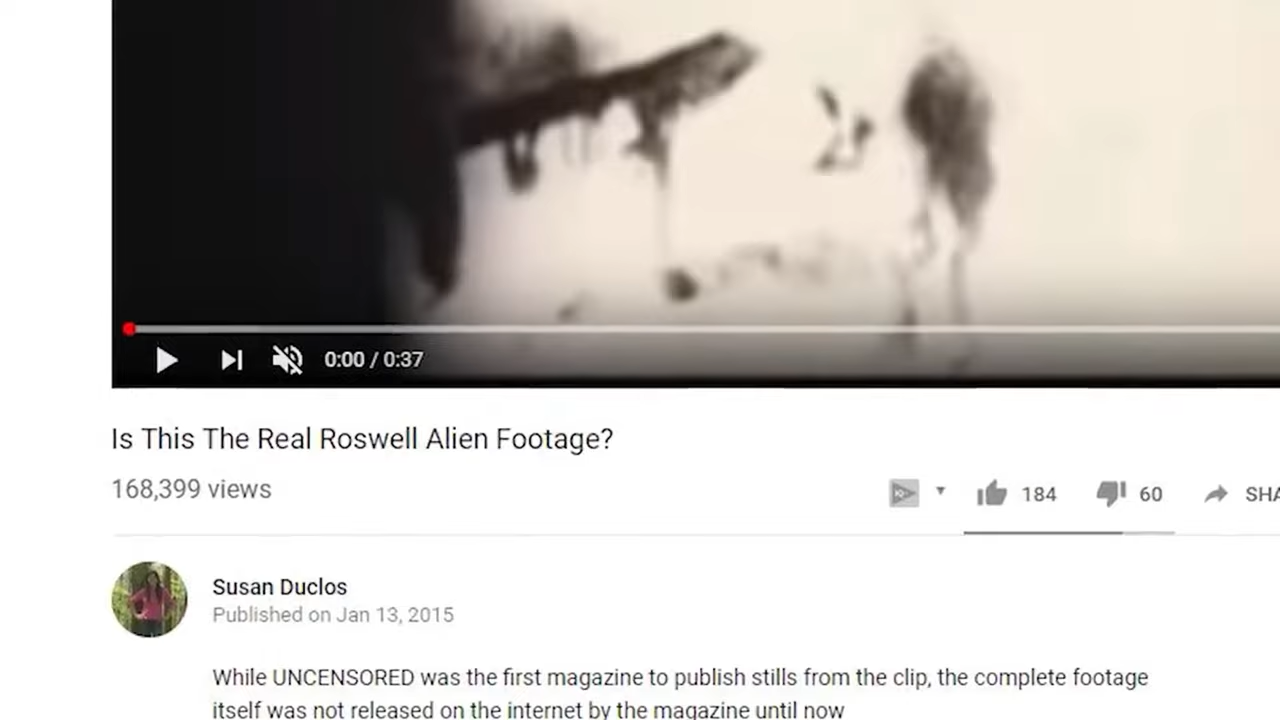 0:00 / 0:37
Is This The Real Roswell Alien Footage?
168,399 views
184
60
SHA
Susan Duclos
Published on Jan 13, 2015
While UNCENSORED was the first magazine to publish stills from the clip, the complete footage
itself was not released on the internet by the magazine until now